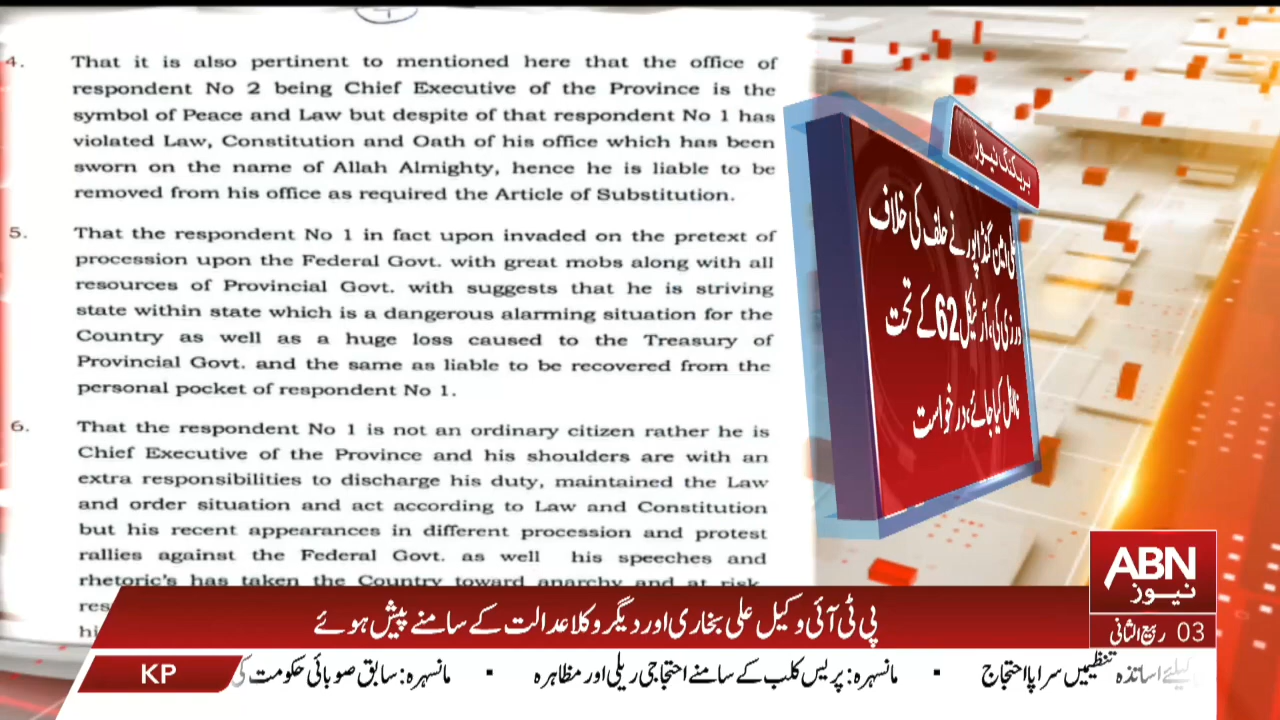 4. That it is also pertinent to mentioned here that the office of
respondent No 2 being Chief Executive of the Province is the
symbol of Peace and Law but despite of that respondent No 1 has
violated Law, Constitution and Oath of his office which has been
sworn on the name of Allah Almighty, hence he is liable to be
removed from his office as required the Article of Substitution.
5. That the respondent No 1 in fact upon invaded on the pretext of
procession upon the Federal Govt. with great mobs along with all
resources of Provincial Govt. with suggests that he is striving
state within state which is a dangerous alarming situation for the
Country as well as a huge loss caused to the Treasury of
Provincial Govt. and the same as liable to be recovered from the
personal pocket of respondent No 1.
6. That the respondent No 1 is not an ordinary citizen rather he is
Chief Executive of the Province and his shoulders are with an
extra responsibilities to discharge his duty, maintained the Law
and order situation and act according to Law and Constitution
but his recent appearances in different procession and protest
rallies against the Federal Govt. as well his speeches and
rhetoric's has taken the Country toward anarchy and at risk
بریکنگ نیوز
علی امین گنڈاپور نے حلف کی خلاف
ورزی کی، آرٹیکل 62 کے تحت
نااہل کیا جائے، درخواست
ABN
نیوز
03 ربیع الثانی
پی ٹی آئی وکیل علی بخاری اور دیگر وکلا عدالت کے سامنے پیش ہوئے
KP
کیلئے اساتذہ تنظیمیں سراپا احتجاج ▪ مانسہرہ: پریس کلب کے سامنے احتجاجی ریلی اور مظاہرہ ▪ مانسہرہ: سابق صوبائی حکومت کی